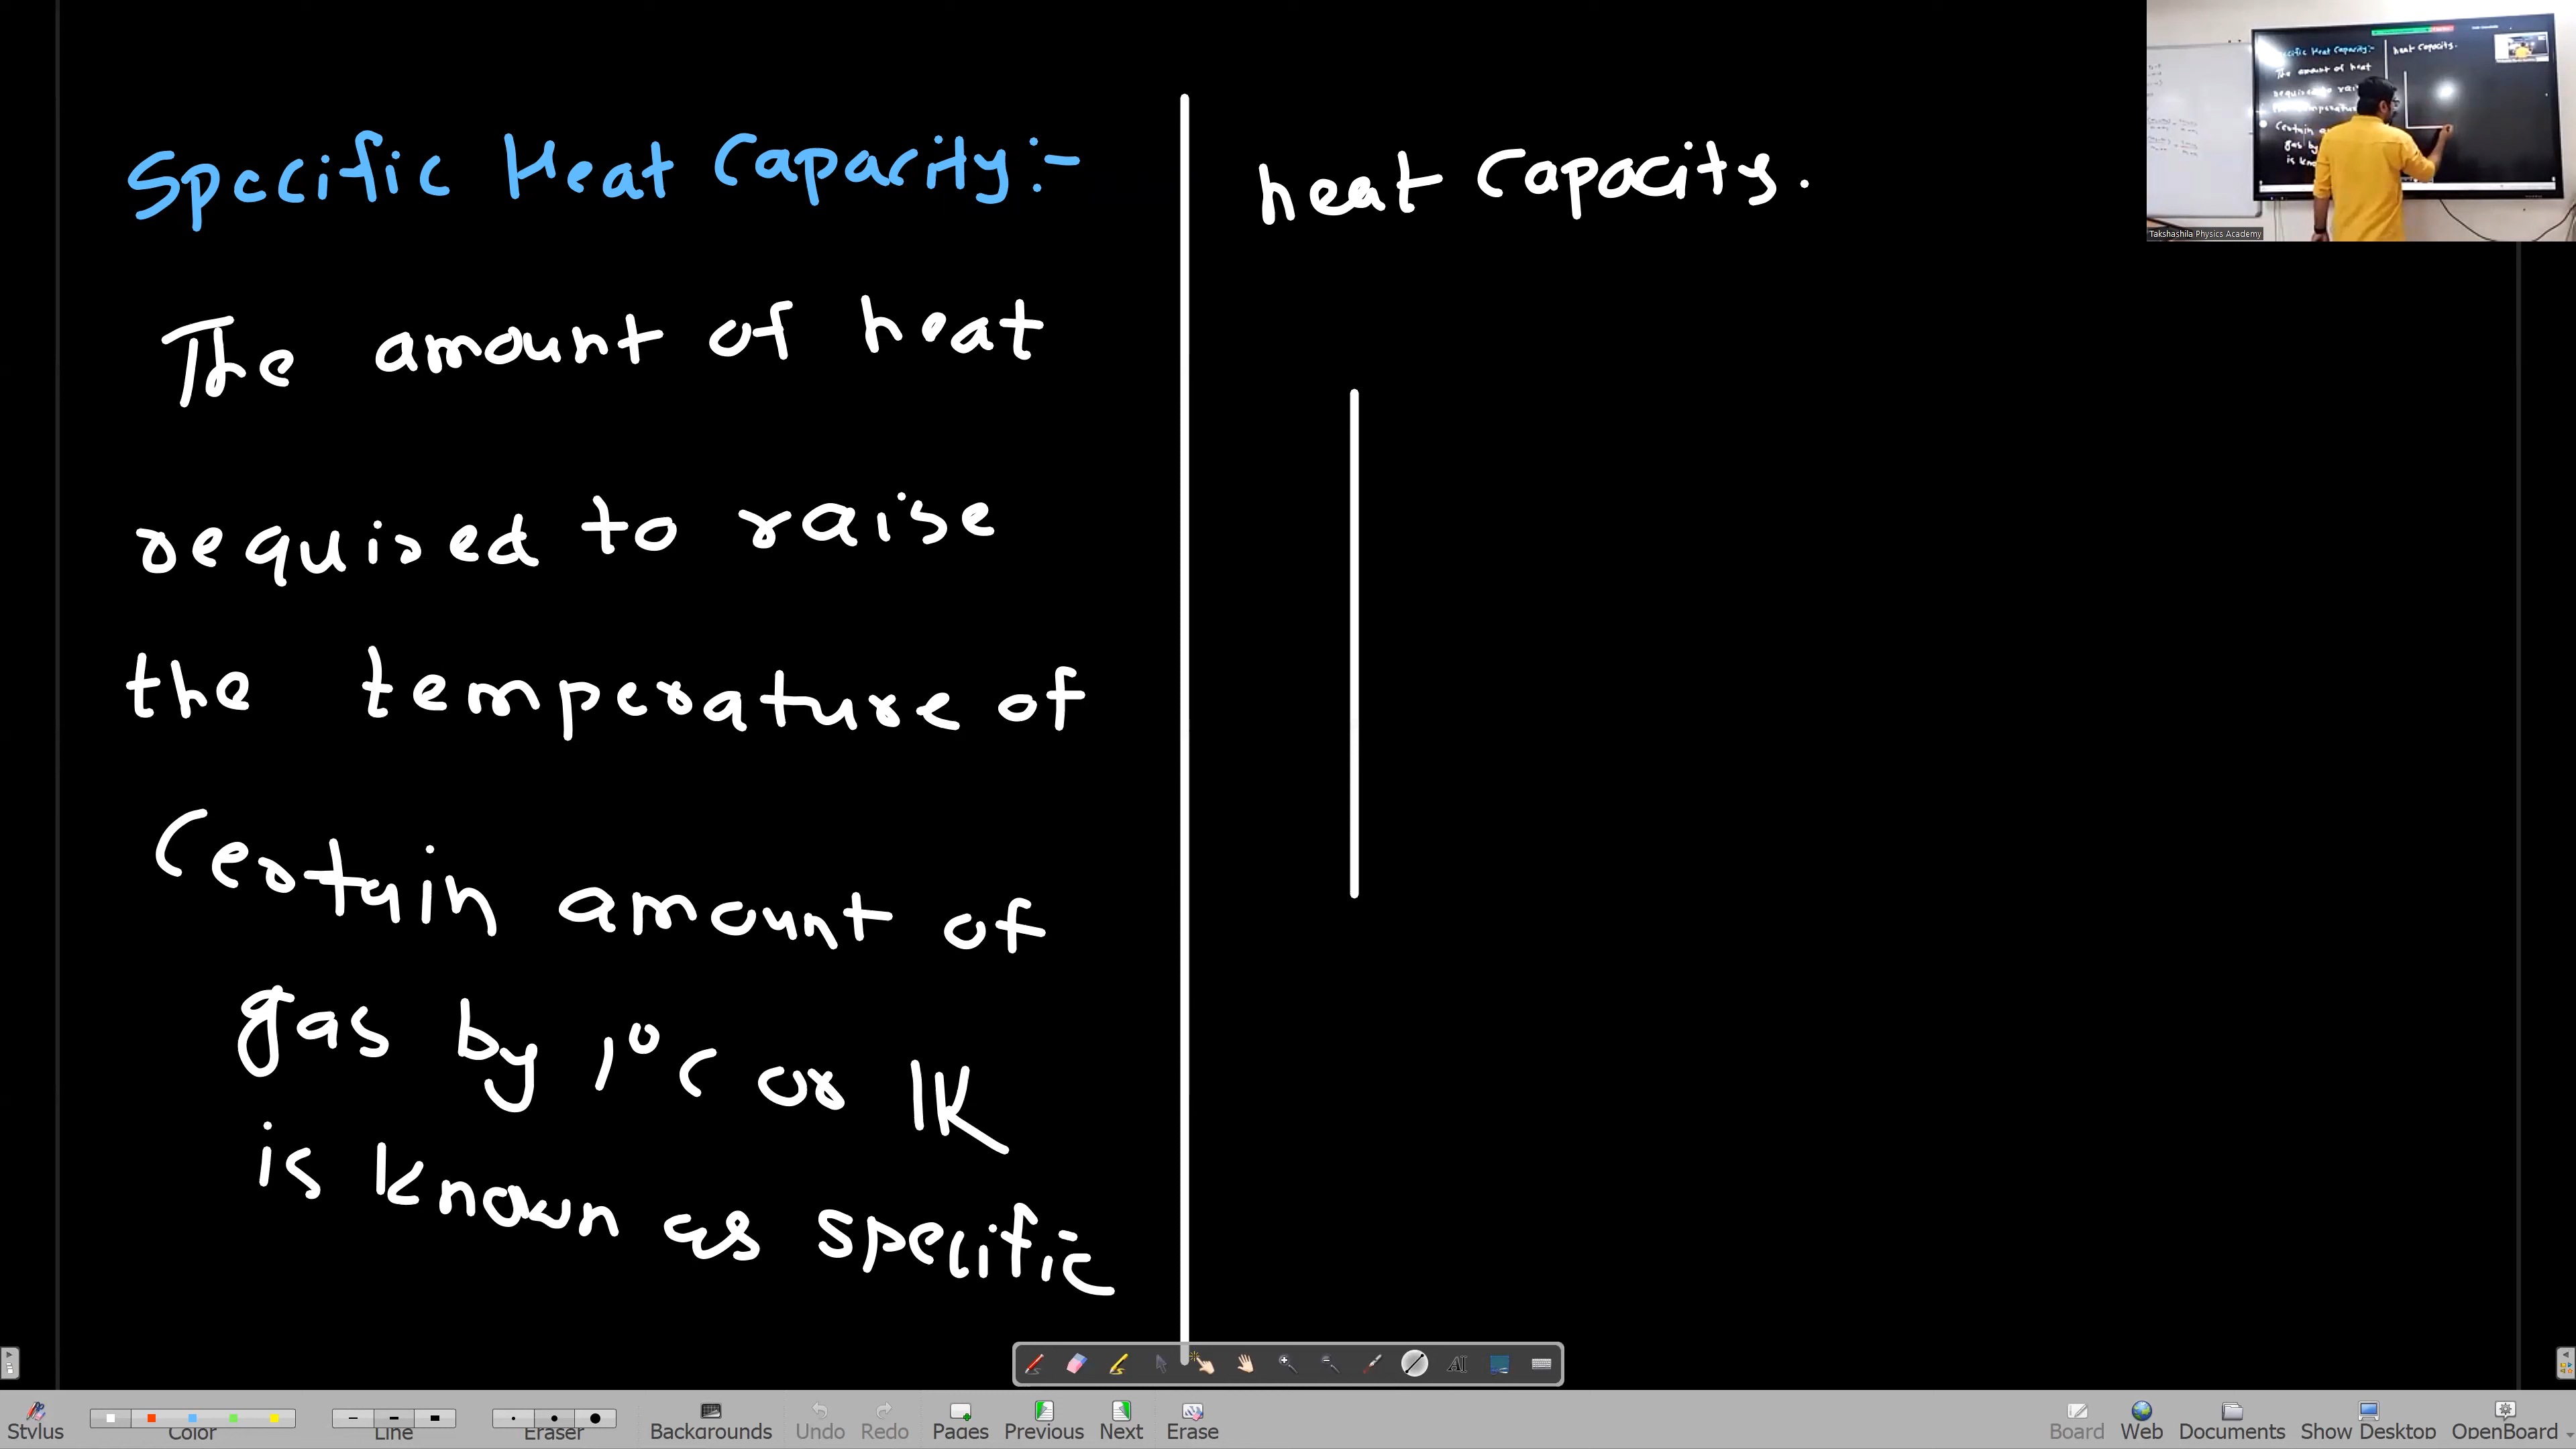 Specific Heat Capacity:-
The amount of heat
required to raise
the temperature of
Certain amount of
gas by 1°C or 1K
is known as specific
heat capacity.
Takshashila Physics Academy
Stylus
Color
Line
Eraser
Backgrounds
Undo
Redo
Pages
Previous
Next
Erase
Board
Web
Documents
Show Desktop
OpenBoard